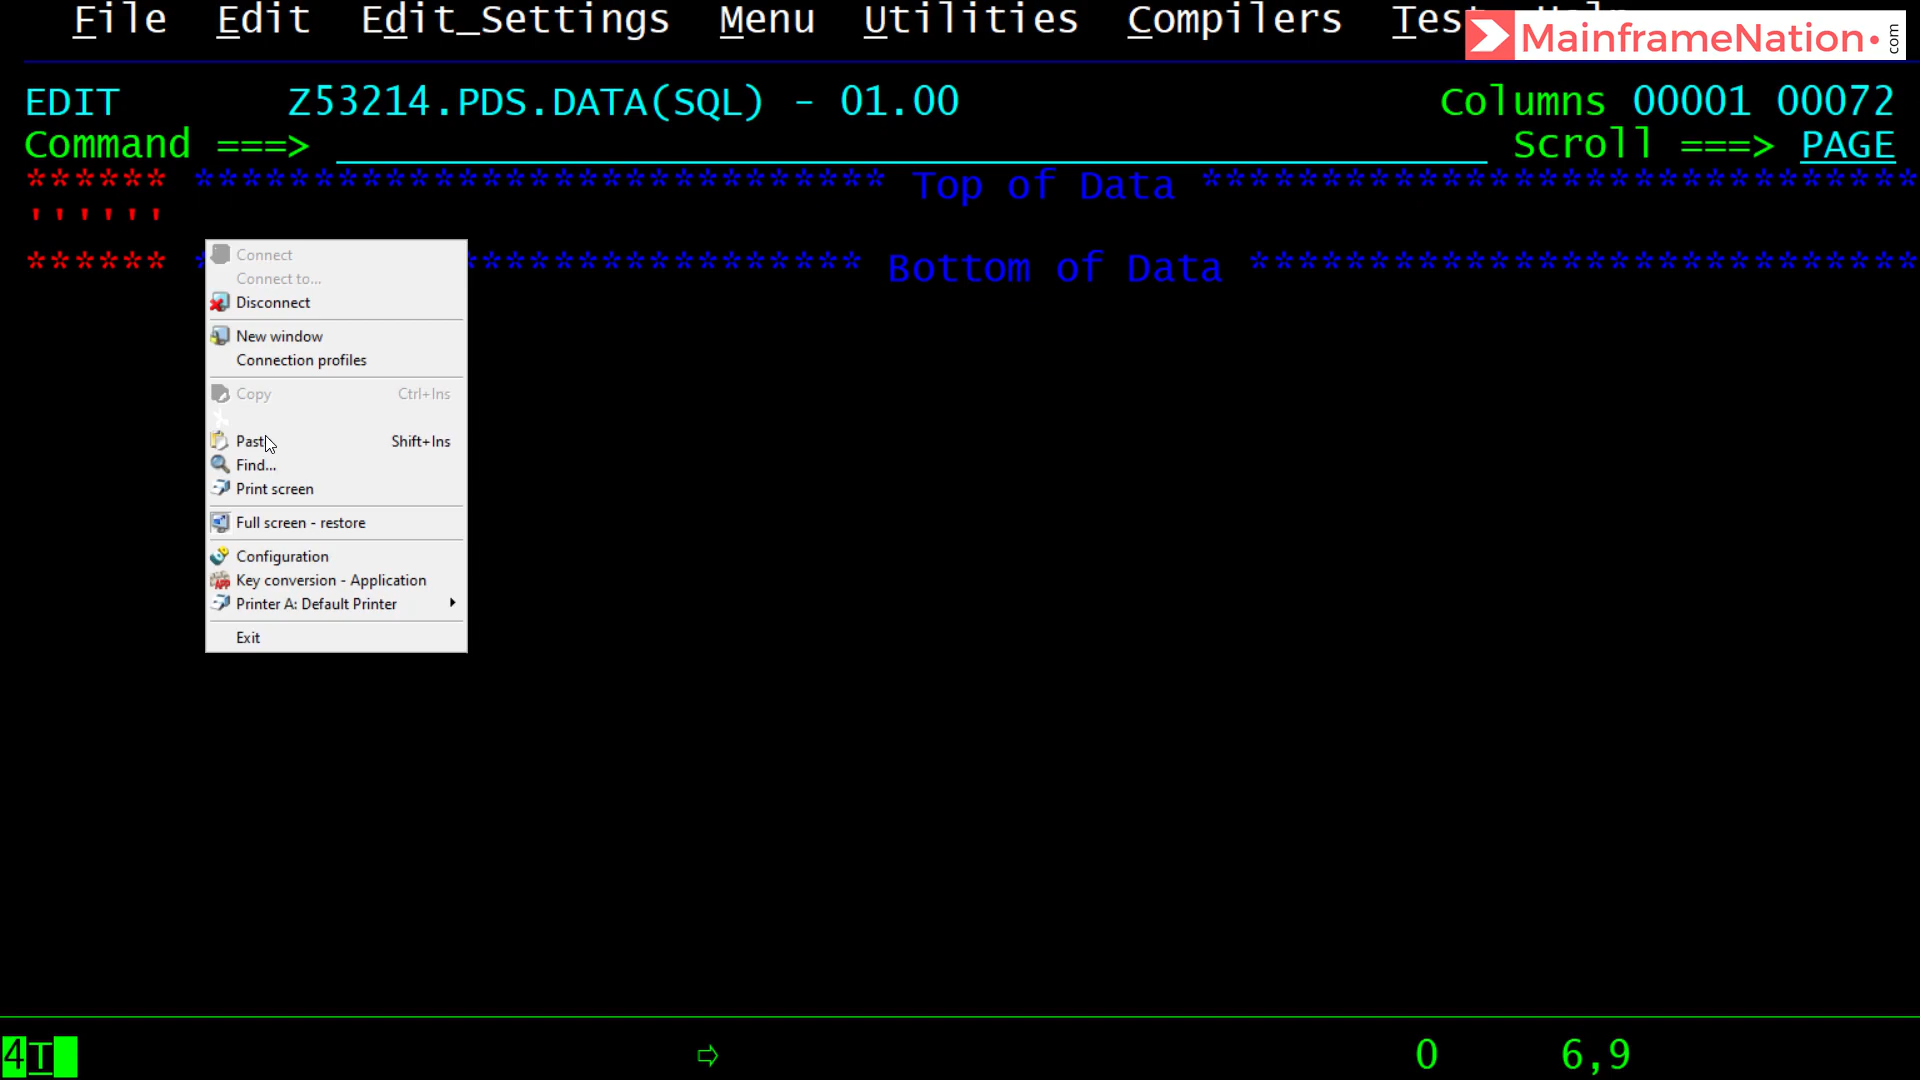 File Edit Edit_Settings Menu Utilities Compilers Test Help
MainframeNation.com
EDIT Z53214.PDS.DATA(SQL) - 01.00 Columns 00001 00072
Command ===> Scroll ===> PAGE
****** ***************************** Top of Data ******************************
''''''
****** **************** Bottom of Data ****************************
Connect
Connect to...
Disconnect
New window
Connection profiles
Copy Ctrl+Ins
Paste Shift+Ins
Find...
Print screen
Full screen - restore
Configuration
Key conversion - Application
Printer A: Default Printer
Exit
4T 0 6,9